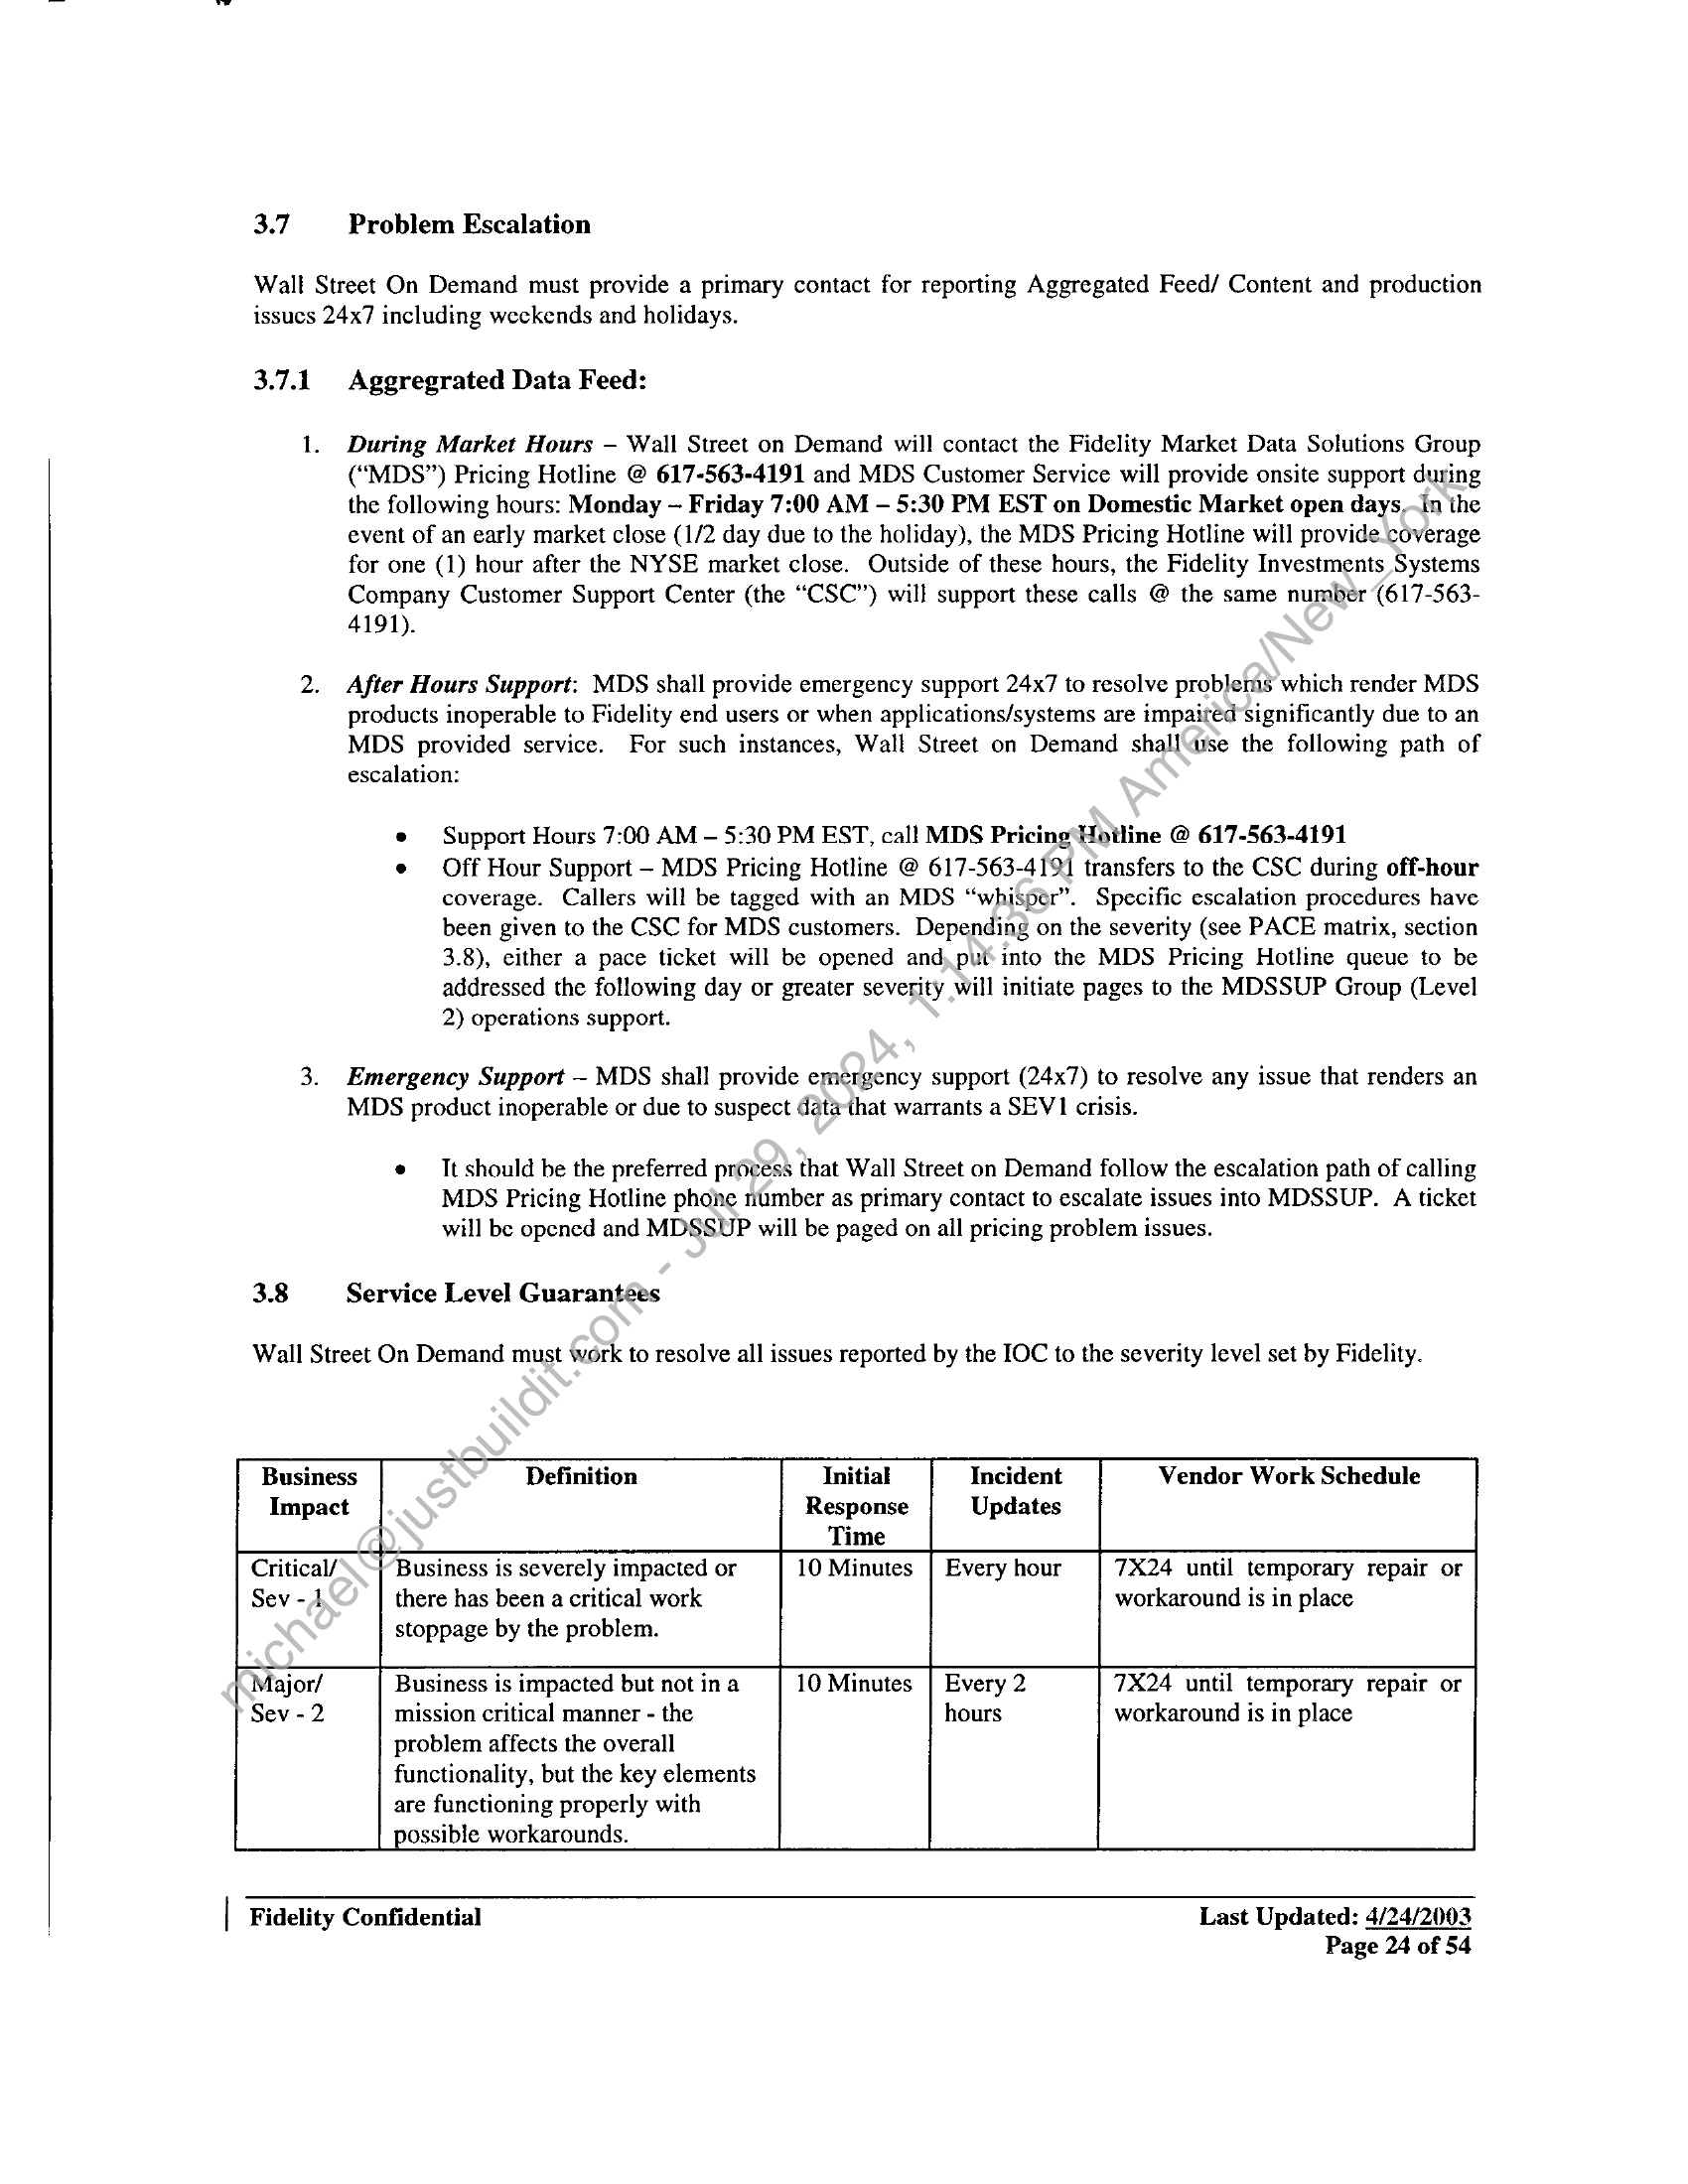 3.7 Problem Escalation
Wall Street On Demand must provide a primary contact for reporting Aggregated Feed/ Content and production
issues 24x7 including weekends and holidays.
3.7.1 Aggregrated Data Feed:
1. During Market Hours – Wall Street on Demand will contact the Fidelity Market Data Solutions Group
("MDS") Pricing Hotline @ 617-563-4191 and MDS Customer Service will provide onsite support during
the following hours: Monday – Friday 7:00 AM – 5:30 PM EST on Domestic Market open days. In the
event of an early market close (1/2 day due to the holiday), the MDS Pricing Hotline will provide coverage
for one (1) hour after the NYSE market close. Outside of these hours, the Fidelity Investments Systems
Company Customer Support Center (the "CSC") will support these calls @ the same number (617-563-
4191).
2. After Hours Support: MDS shall provide emergency support 24x7 to resolve problems which render MDS
products inoperable to Fidelity end users or when applications/systems are impaired significantly due to an
MDS provided service. For such instances, Wall Street on Demand shall use the following path of
escalation:
• Support Hours 7:00 AM – 5:30 PM EST, call MDS Pricing Hotline @ 617-563-4191
• Off Hour Support – MDS Pricing Hotline @ 617-563-4191 transfers to the CSC during off-hour
coverage. Callers will be tagged with an MDS "whisper". Specific escalation procedures have
been given to the CSC for MDS customers. Depending on the severity (see PACE matrix, section
3.8), either a pace ticket will be opened and put into the MDS Pricing Hotline queue to be
addressed the following day or greater severity will initiate pages to the MDSSUP Group (Level
2) operations support.
3. Emergency Support – MDS shall provide emergency support (24x7) to resolve any issue that renders an
MDS product inoperable or due to suspect data that warrants a SEV1 crisis.
• It should be the preferred process that Wall Street on Demand follow the escalation path of calling
MDS Pricing Hotline phone number as primary contact to escalate issues into MDSSUP. A ticket
will be opened and MDSSUP will be paged on all pricing problem issues.
3.8 Service Level Guarantees
Wall Street On Demand must work to resolve all issues reported by the IOC to the severity level set by Fidelity.
Business Definition Initial Incident Vendor Work Schedule
Impact Response Updates
Time
Critical/ Business is severely impacted or 10 Minutes Every hour 7X24 until temporary repair or
Sev - 1 there has been a critical work workaround is in place
stoppage by the problem.
Major/ Business is impacted but not in a 10 Minutes Every 2 7X24 until temporary repair or
Sev - 2 mission critical manner - the hours workaround is in place
problem affects the overall
functionality, but the key elements
are functioning properly with
possible workarounds.
Fidelity Confidential Last Updated: 4/24/2003
Page 24 of 54
michael@justbuildit.com - Jul 29, 2024, 1:14:36 PM America/New_York